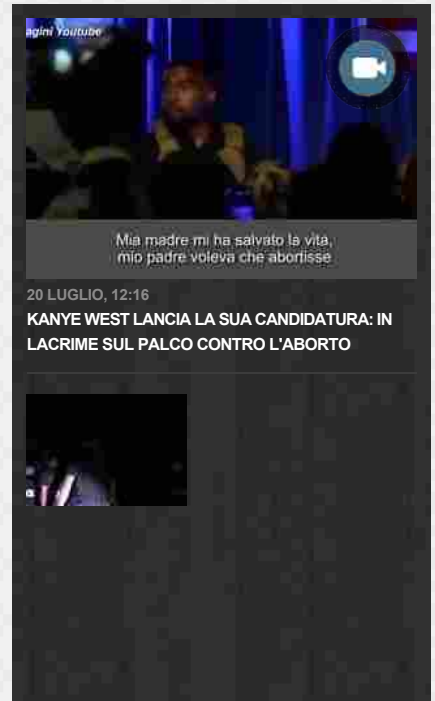 agini Youtube
Mia madre mi ha salvato la vita,
mio padre voleva che abortisse
20 LUGLIO, 12:16
KANYE WEST LANCIA LA SUA CANDIDATURA: IN
LACRIME SUL PALCO CONTRO L'ABORTO